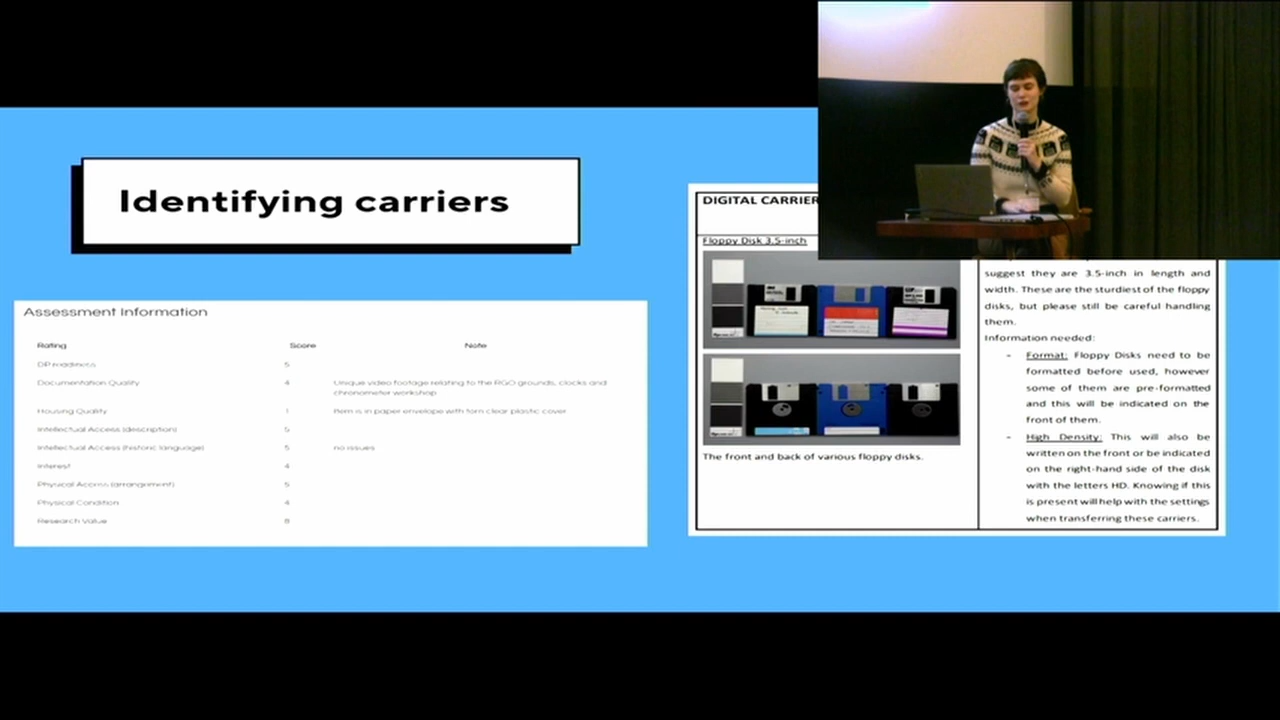 Identifying carriers
Assessment Information
Rating Score Note
DP readiness 5
Documentation Quality 4 Unique video footage relating to the RGO grounds, clocks and
chronometer workshop
Housing Quality 1 Item is in paper envelope with torn clear plastic cover
Intellectual Access (description) 5
Intellectual Access (historic language) 5 no issues
Interest 4
Physical Access (arrangement) 5
Physical Condition 4
Research Value 8
DIGITAL CARRIER
Floppy Disk 3.5-inch
The front and back of various floppy disks.
suggest they are 3.5-inch in length and
width. These are the sturdiest of the floppy
disks, but please still be careful handling
them.
Information needed:
- Format: Floppy Disks need to be
formatted before used, however
some of them are pre-formatted
and this will be indicated on the
front of them.
- High Density: This will also be
written on the front or be indicated
on the right-hand side of the disk
with the letters HD. Knowing if this
is present will help with the settings
when transferring these carriers.